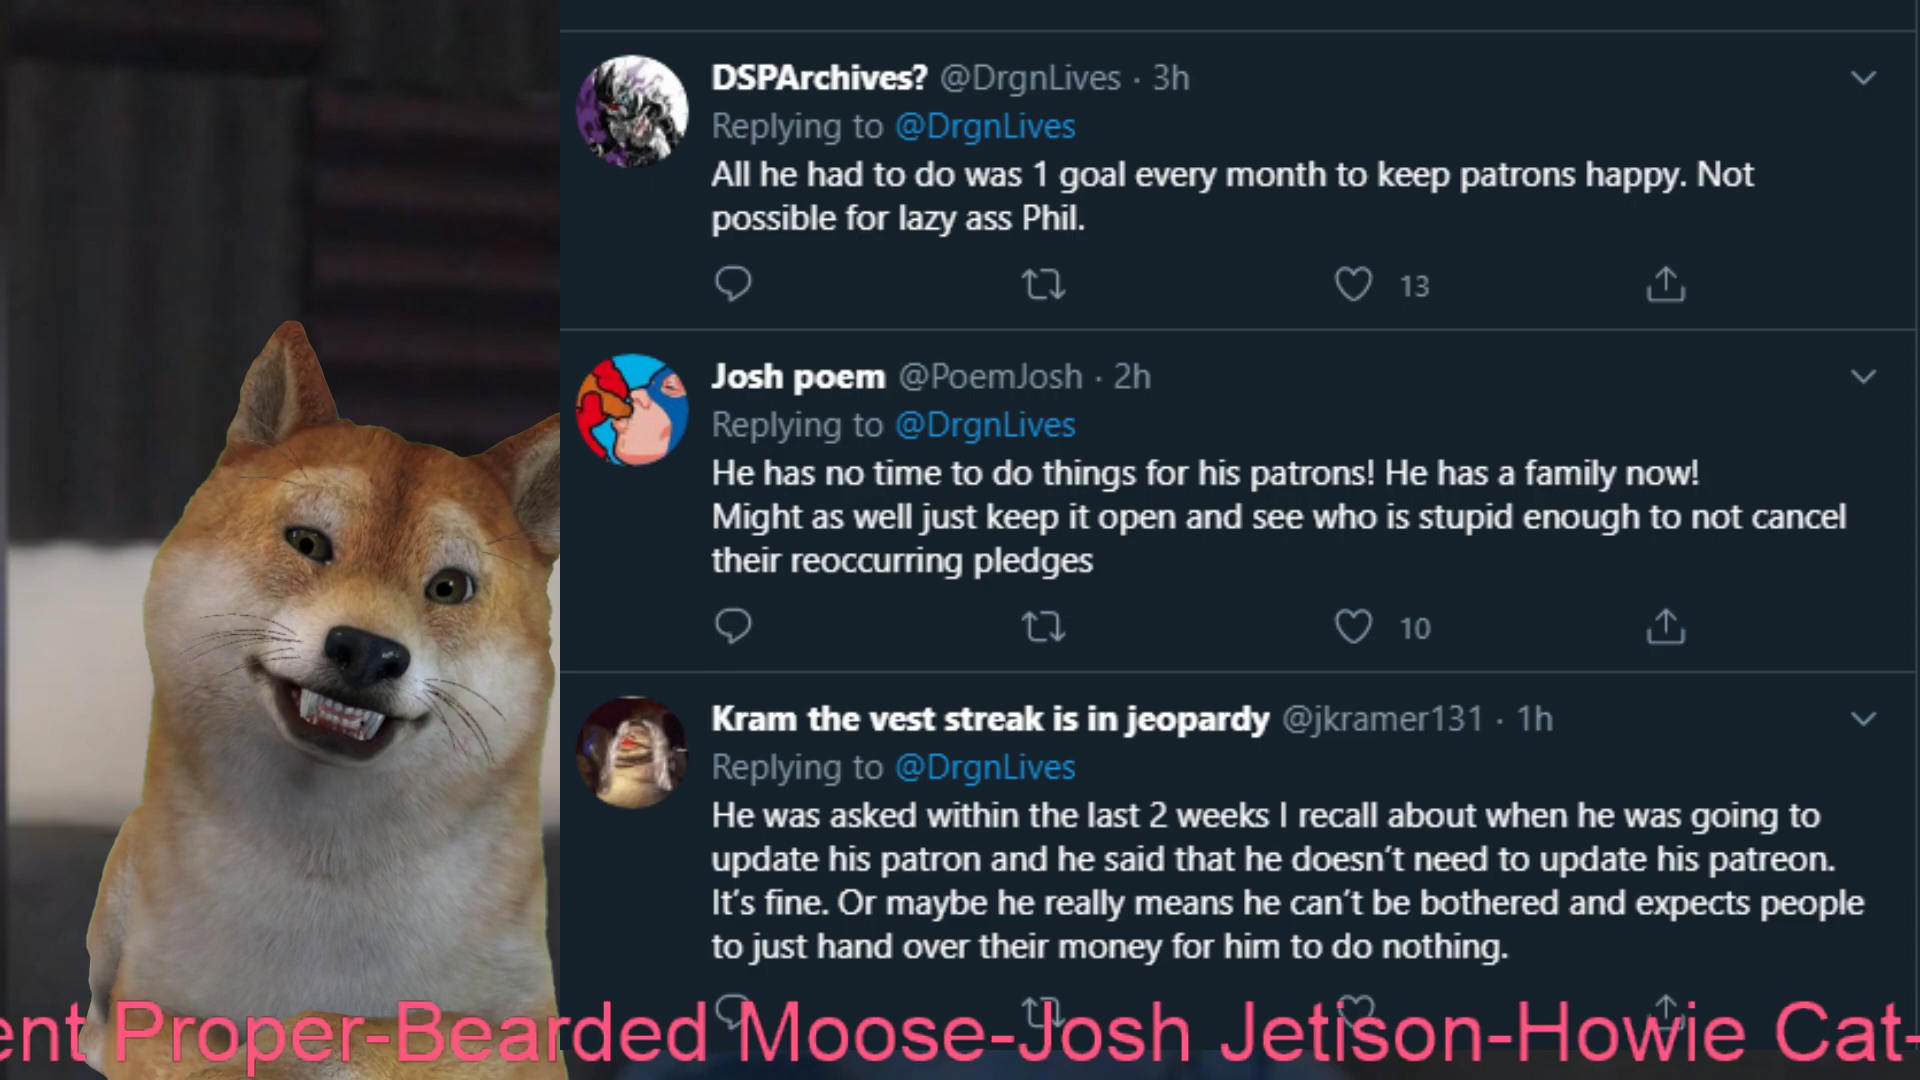 DSPArchives? @DrgnLives · 3h
Replying to @DrgnLives
All he had to do was 1 goal every month to keep patrons happy. Not
possible for lazy ass Phil.
13
Josh poem @PoemJosh · 2h
Replying to @DrgnLives
He has no time to do things for his patrons! He has a family now!
Might as well just keep it open and see who is stupid enough to not cancel
their reoccurring pledges
10
Kram the vest streak is in jeopardy @jkramer131 · 1h
Replying to @DrgnLives
He was asked within the last 2 weeks I recall about when he was going to
update his patron and he said that he doesn't need to update his patreon.
It's fine. Or maybe he really means he can't be bothered and expects people
to just hand over their money for him to do nothing.
ent Proper-Bearded Moose-Josh Jetison-Howie Cat-